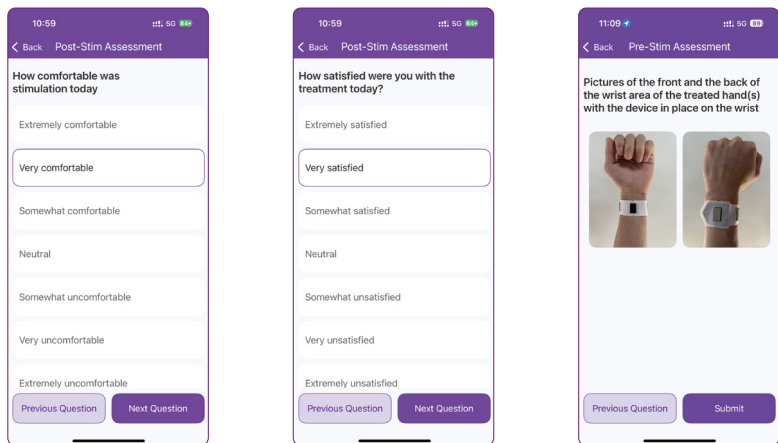 10:59
5G 84
Back Post-Stim Assessment
How comfortable was
stimulation today
Extremely comfortable
Very comfortable
Somewhat comfortable
Neutral
Somewhat uncomfortable
Very uncomfortable
Extremely uncomfortable
Previous Question Next Question
10:59
5G 84
Back Post-Stim Assessment
How satisfied were you with the
treatment today?
Extremely satisfied
Very satisfied
Somewhat satisfied
Neutral
Somewhat unsatisfied
Very unsatisfied
Extremely unsatisfied
Previous Question Next Question
11:09
5G 89
Back Pre-Stim Assessment
Pictures of the front and the back of
the wrist area of the treated hand(s)
with the device in place on the wrist
Previous Question Submit